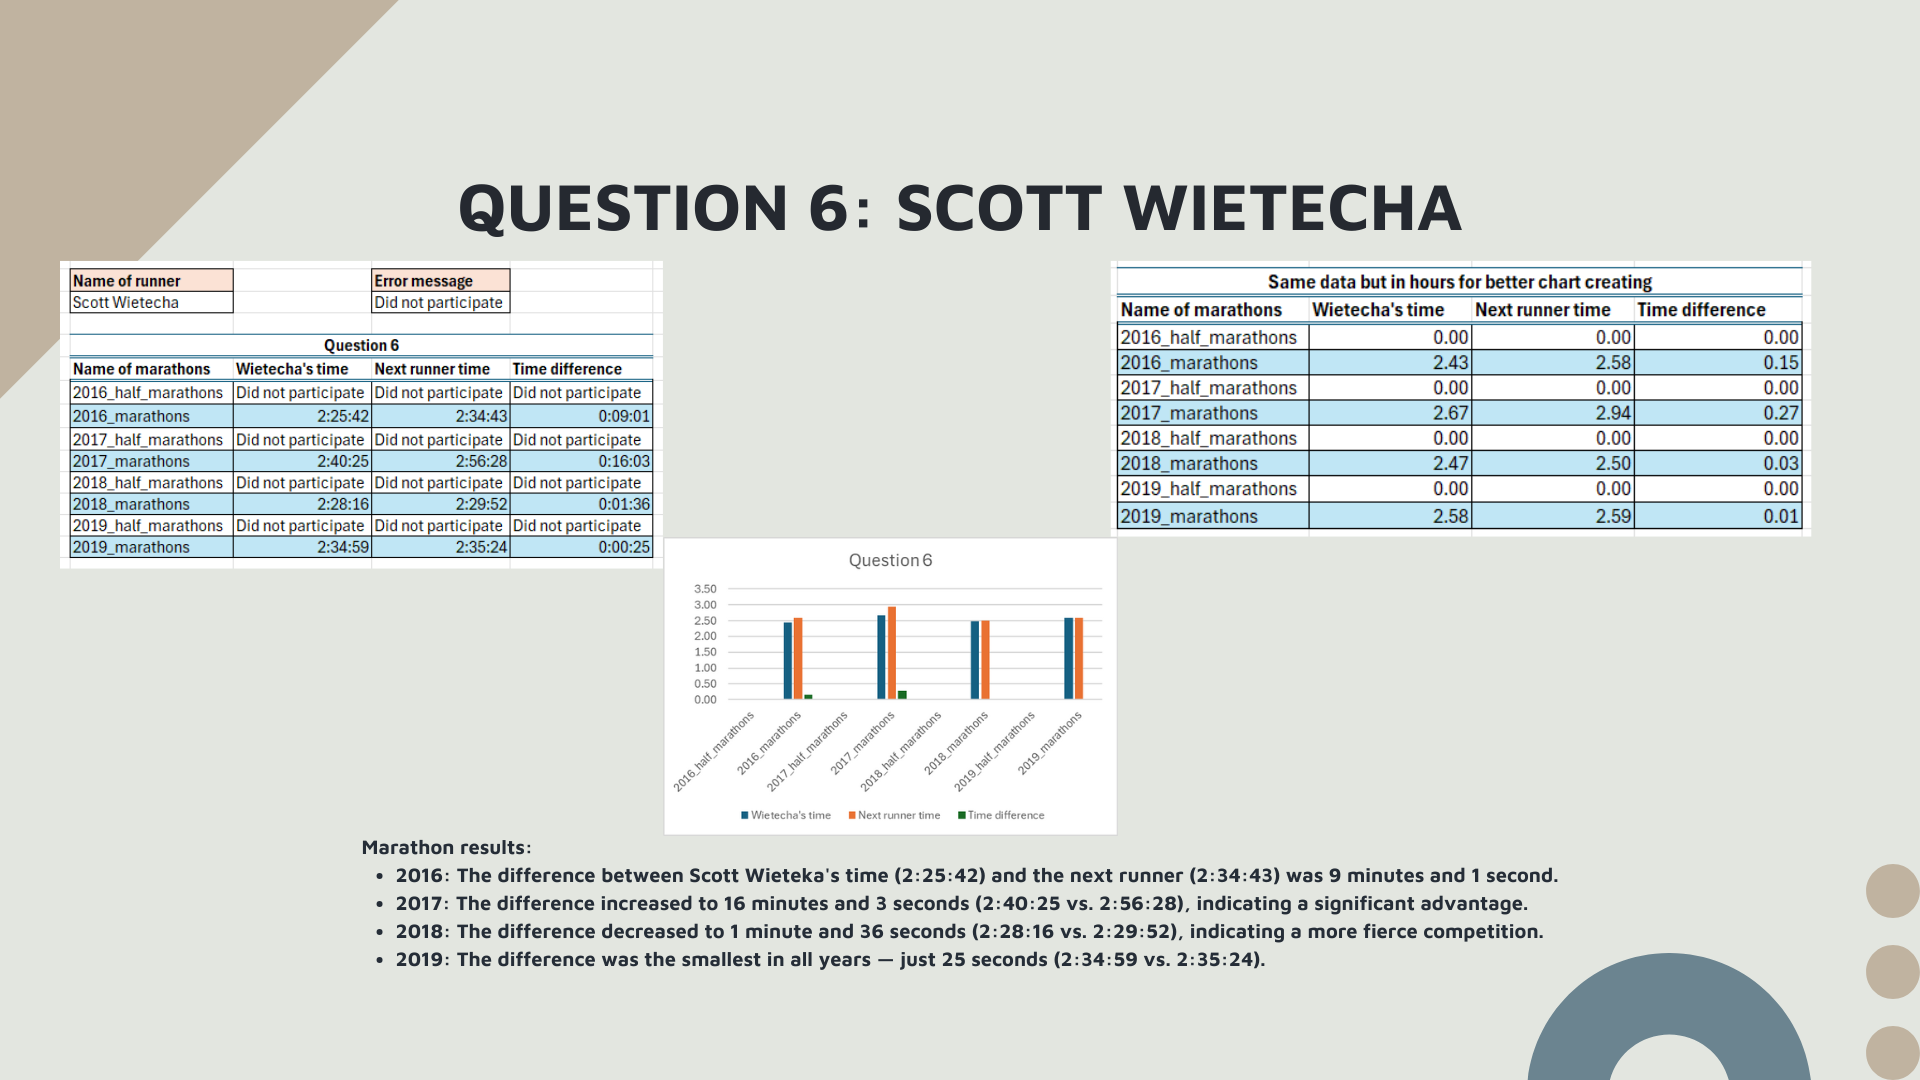 QUESTION 6: SCOTT WIETECHA
Name of runner Error message
Scott Wietecha Did not participate
Question 6
Name of marathons Wietecha's time Next runner time Time difference
2016_half_marathons Did not participate Did not participate Did not participate
2016_marathons 2:25:42 2:34:43 0:09:01
2017_half_marathons Did not participate Did not participate Did not participate
2017_marathons 2:40:25 2:56:28 0:16:03
2018_half_marathons Did not participate Did not participate Did not participate
2018_marathons 2:28:16 2:29:52 0:01:36
2019_half_marathons Did not participate Did not participate Did not participate
2019_marathons 2:34:59 2:35:24 0:00:25
Same data but in hours for better chart creating
Name of marathons Wietecha's time Next runner time Time difference
2016_half_marathons 0.00 0.00 0.00
2016_marathons 2.43 2.58 0.15
2017_half_marathons 0.00 0.00 0.00
2017_marathons 2.67 2.94 0.27
2018_half_marathons 0.00 0.00 0.00
2018_marathons 2.47 2.50 0.03
2019_half_marathons 0.00 0.00 0.00
2019_marathons 2.58 2.59 0.01
Question 6
3.50
3.00
2.50
2.00
1.50
1.00
0.50
0.00
2016_half_marathons
2016_marathons
2017_half_marathons
2017_marathons
2018_half_marathons
2018_marathons
2019_half_marathons
2019_marathons
Wietecha's time Next runner time Time difference
Marathon results:
• 2016: The difference between Scott Wieteka's time (2:25:42) and the next runner (2:34:43) was 9 minutes and 1 second.
• 2017: The difference increased to 16 minutes and 3 seconds (2:40:25 vs. 2:56:28), indicating a significant advantage.
• 2018: The difference decreased to 1 minute and 36 seconds (2:28:16 vs. 2:29:52), indicating a more fierce competition.
• 2019: The difference was the smallest in all years — just 25 seconds (2:34:59 vs. 2:35:24).